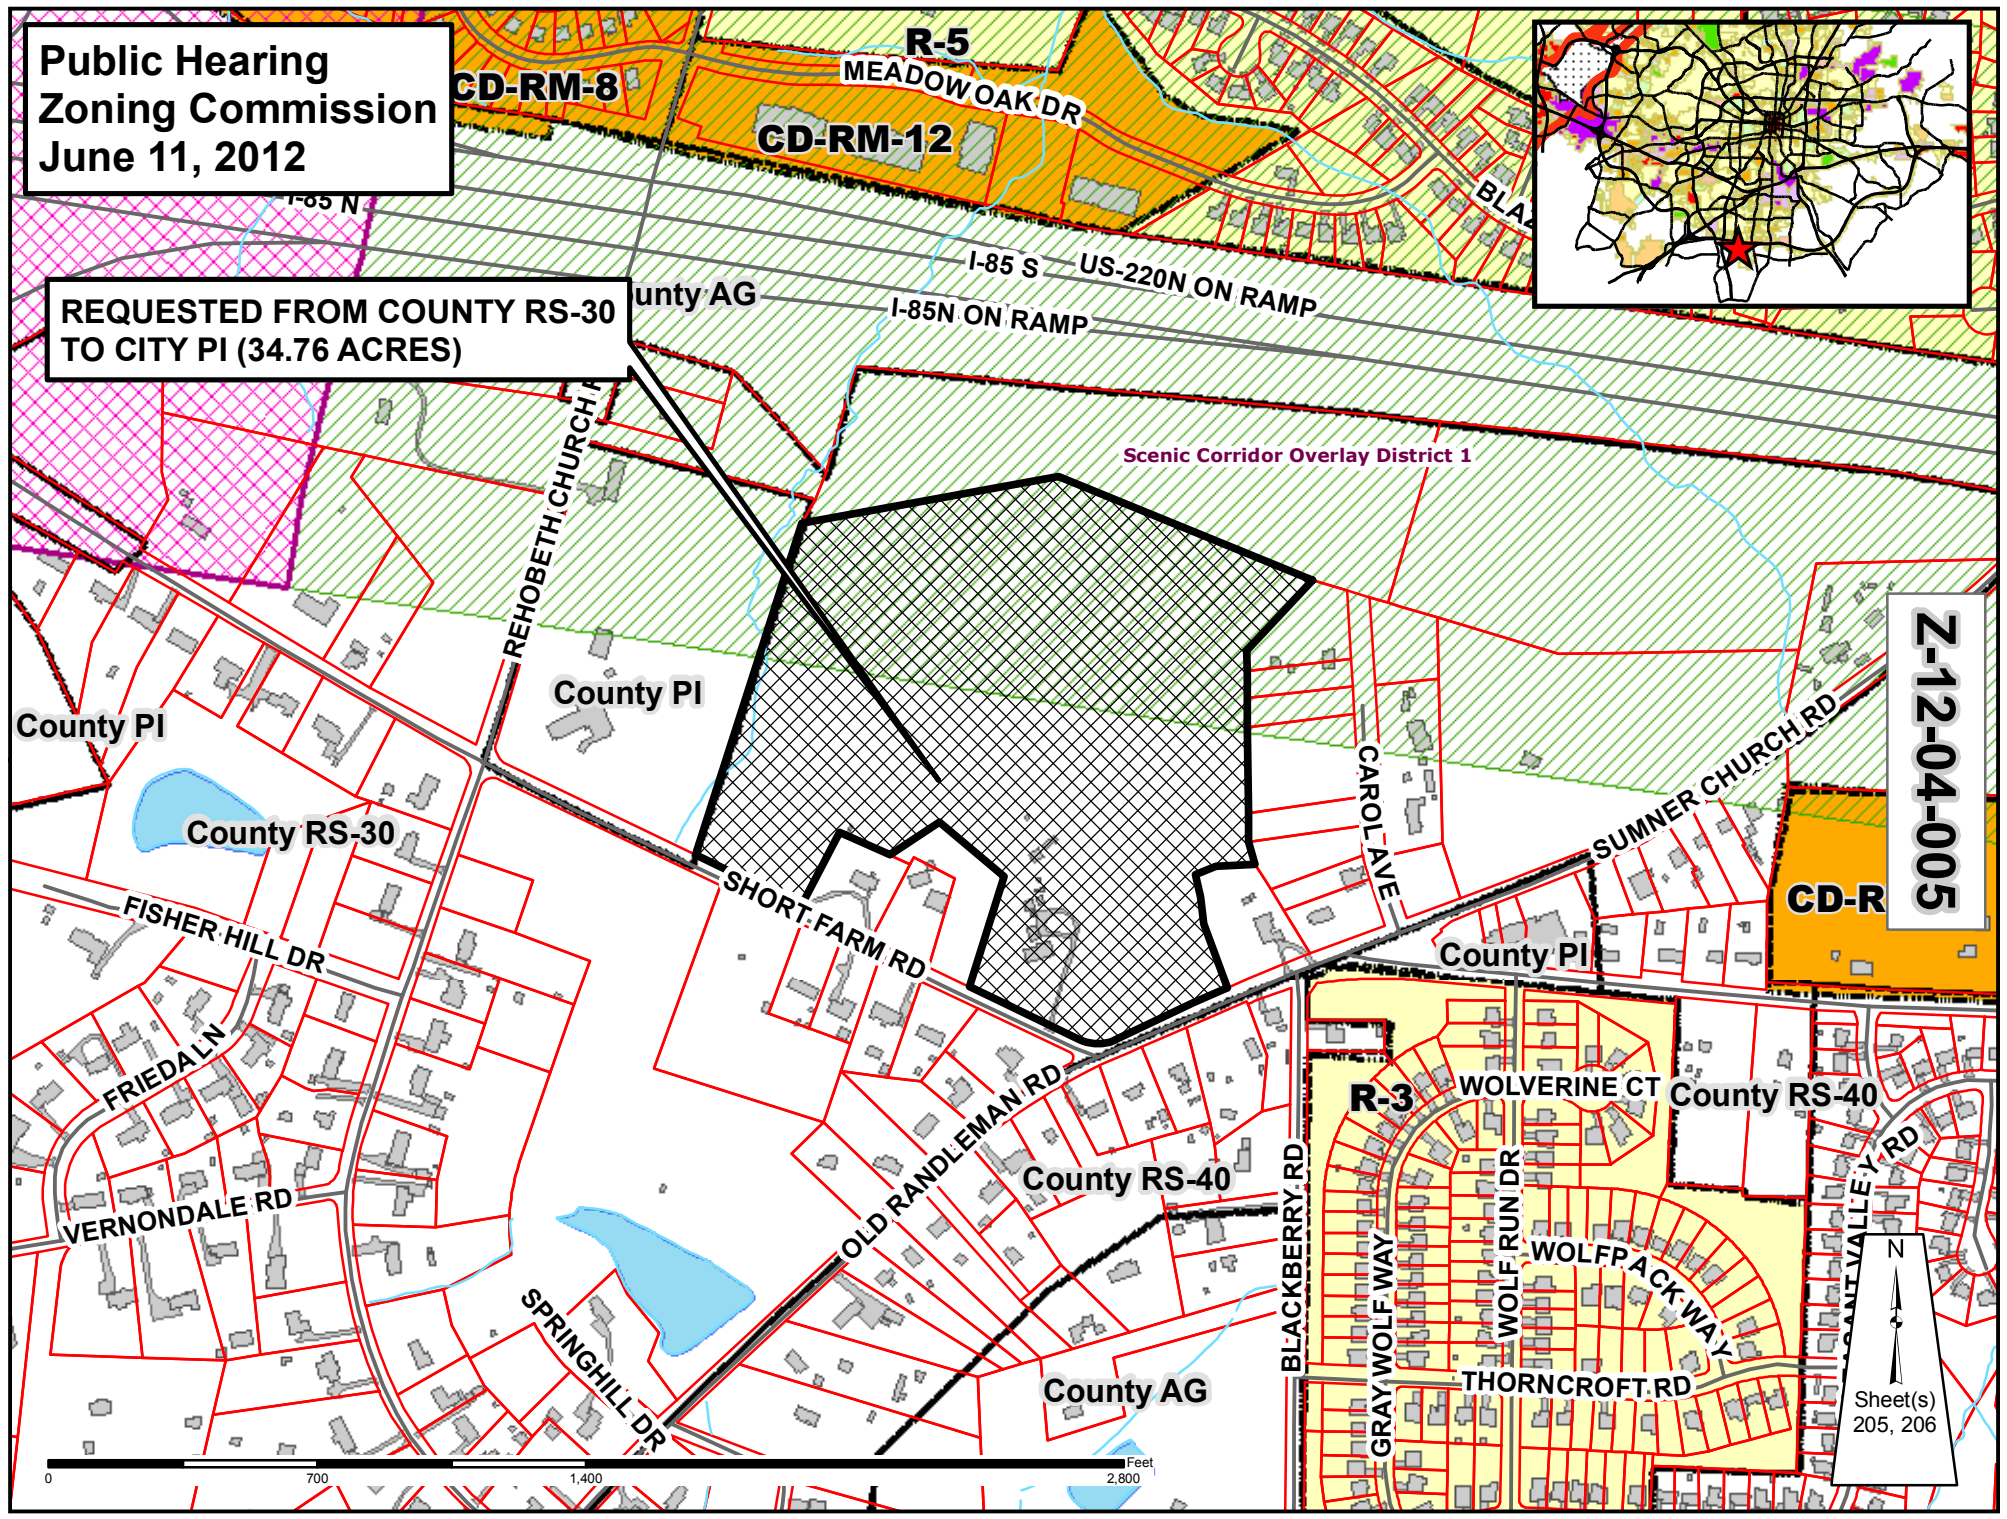 Public Hearing
Zoning Commission
June 11, 2012
R-5
CD-RM-8
MEADOW OAK DR
CD-RM-12
I-85 N
I-85 S
US-220N ON RAMP
I-85N ON RAMP
REQUESTED FROM COUNTY RS-30
TO CITY PI (34.76 ACRES)
Scenic Corridor Overlay District 1
REHOBETH CHURCH
County PI
County PI
Z-12-04-005
CAROL AVE
SUMNER CHURCH RD
County RS-30
CD-R
SHORT FARM RD
FISHER HILL DR
County PI
FRIEDA LN
OLD RANDLEMAN RD
R-3
WOLVERINE CT
County RS-40
County RS-40
VERNONDALE RD
BLACKBERRY RD
GRAY WOLF WAY
WOLF RUN DR
WOLFPACK WAY
VALLEY RD
SPRINGHILL DR
County AG
THORNCROFT RD
N
Sheet(s)
205, 206
0 700 1,400 2,800 Feet